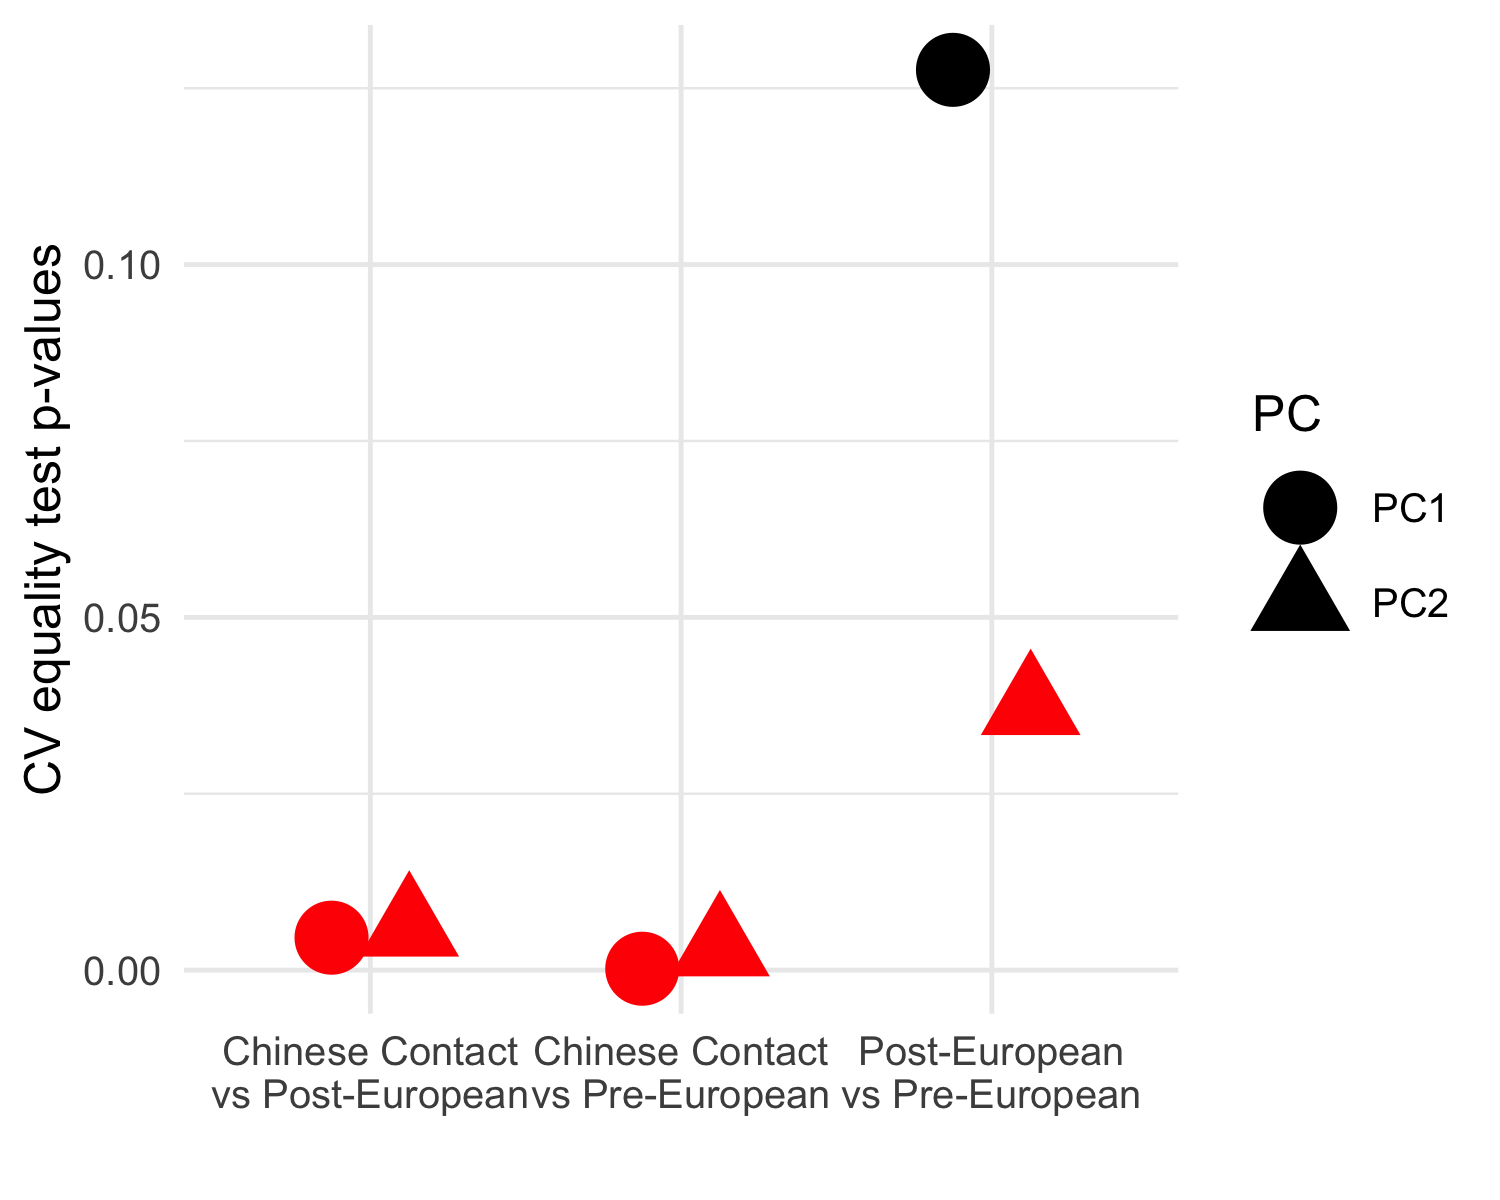 CV equality test p-values
0.10
0.05
0.00
Chinese Contact
vs Post-European
Chinese Contact
vs Pre-European
Post-European
vs Pre-European
PC
PC1
PC2